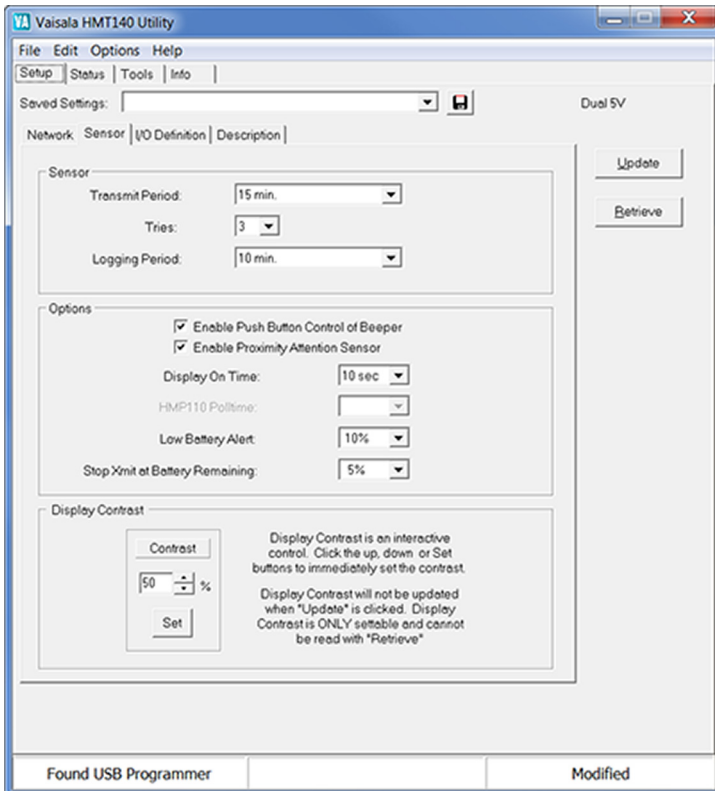 VA Vaisala HMT140 Utility
File Edit Options Help
Setup Status Tools Info
Saved Settings: Dual 5V
Network Sensor I/O Definition Description
Update
Retrieve
Sensor
Transmit Period: 15 min.
Tries: 3
Logging Period: 10 min.
Options
Enable Push Button Control of Beeper
Enable Proximity Attention Sensor
Display On Time: 10 sec
HMP110 Polltime:
Low Battery Alert: 10%
Stop Xmit at Battery Remaining: 5%
Display Contrast
Contrast
50 %
Set
Display Contrast is an interactive
control. Click the up, down or Set
buttons to immediately set the contrast.
Display Contrast will not be updated
when "Update" is clicked. Display
Contrast is ONLY settable and cannot
be read with "Retrieve"
Found USB Programmer Modified